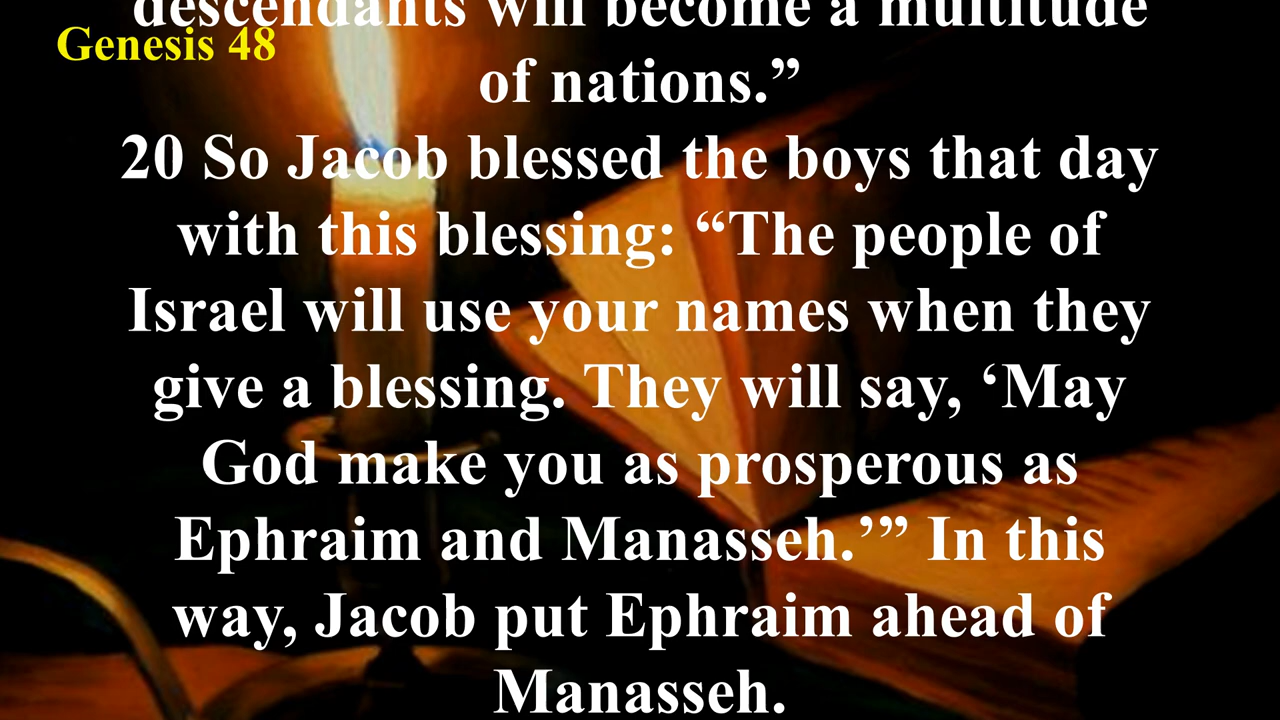 descendants will become a multitude
Genesis 48
of nations.”
20 So Jacob blessed the boys that day
with this blessing: “The people of
Israel will use your names when they
give a blessing. They will say, ‘May
God make you as prosperous as
Ephraim and Manasseh.’” In this
way, Jacob put Ephraim ahead of
Manasseh.